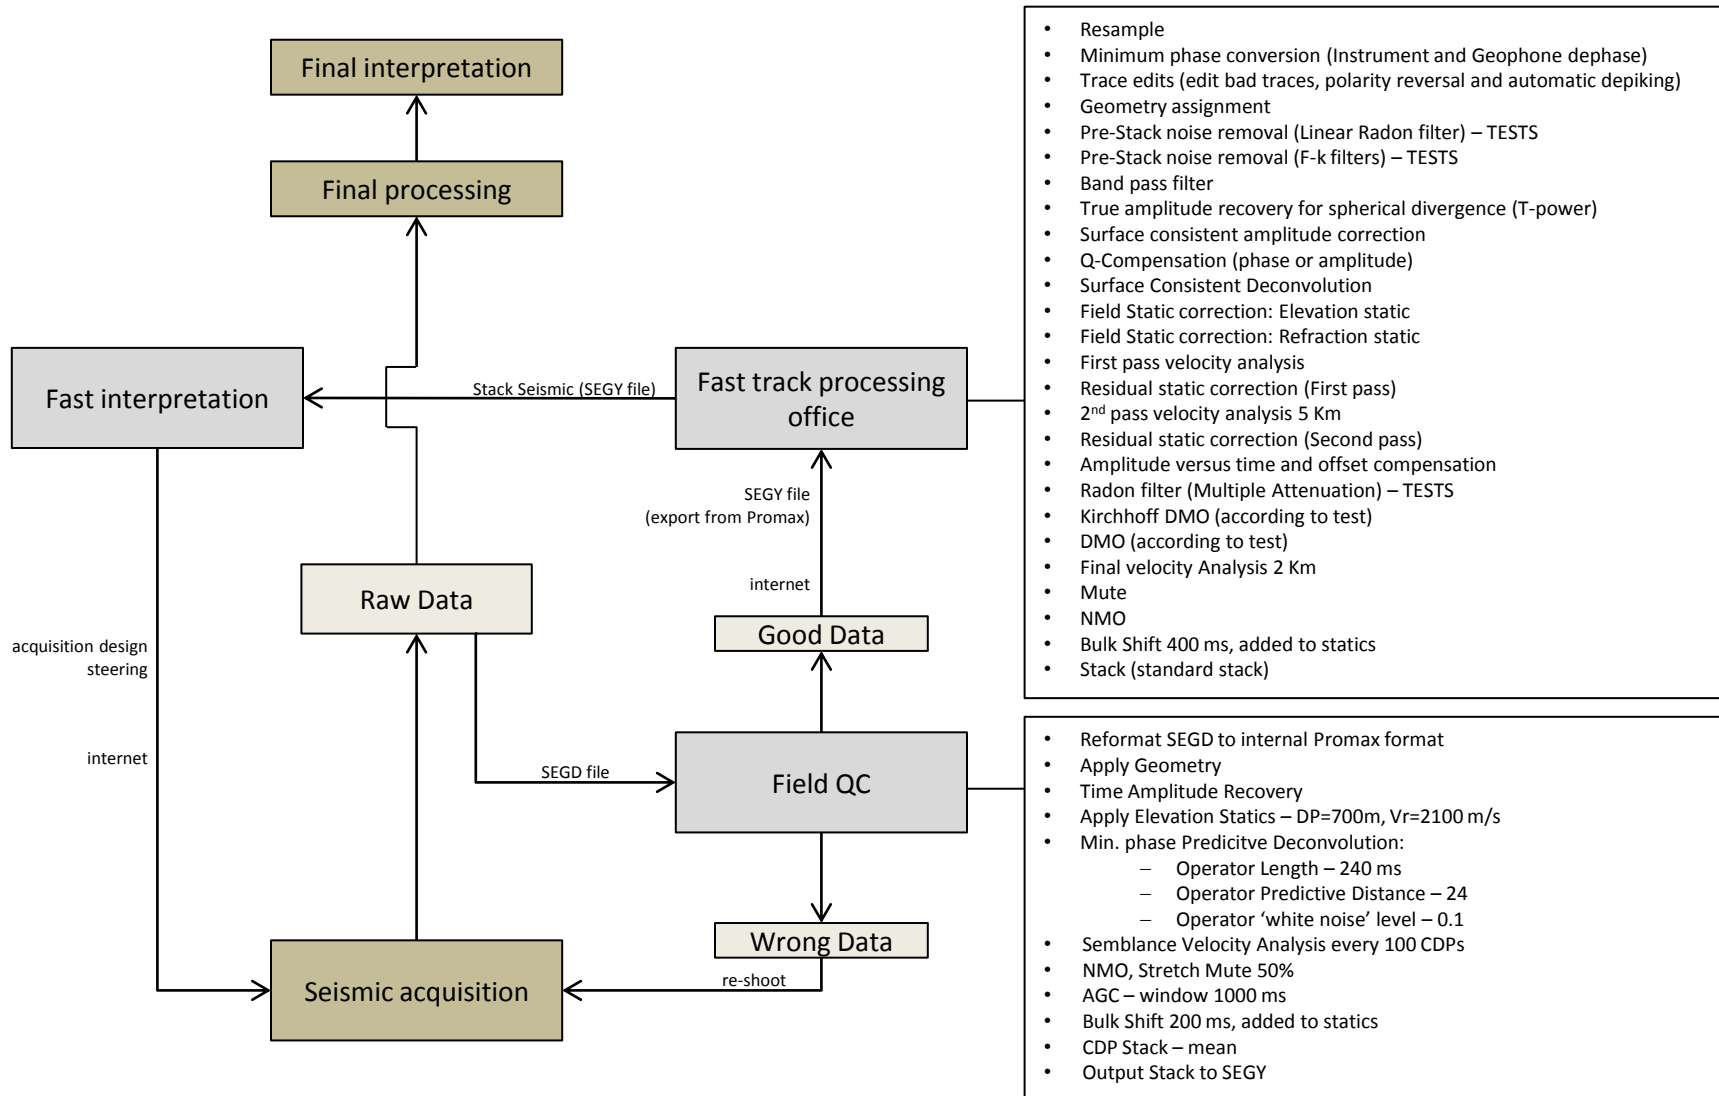 Final interpretation
Final processing
Fast interpretation
Stack Seismic (SEGY file)
Fast track processing
office
SEGY file
(export from Promax)
internet
Raw Data
Good Data
acquisition design
steering
internet
SEGD file
Field QC
Wrong Data
re-shoot
Seismic acquisition
• Resample
• Minimum phase conversion (Instrument and Geophone dephase)
• Trace edits (edit bad traces, polarity reversal and automatic depiking)
• Geometry assignment
• Pre-Stack noise removal (Linear Radon filter) – TESTS
• Pre-Stack noise removal (F-k filters) – TESTS
• Band pass filter
• True amplitude recovery for spherical divergence (T-power)
• Surface consistent amplitude correction
• Q-Compensation (phase or amplitude)
• Surface Consistent Deconvolution
• Field Static correction: Elevation static
• Field Static correction: Refraction static
• First pass velocity analysis
• Residual static correction (First pass)
• 2nd pass velocity analysis 5 Km
• Residual static correction (Second pass)
• Amplitude versus time and offset compensation
• Radon filter (Multiple Attenuation) – TESTS
• Kirchhoff DMO (according to test)
• DMO (according to test)
• Final velocity Analysis 2 Km
• Mute
• NMO
• Bulk Shift 400 ms, added to statics
• Stack (standard stack)
• Reformat SEGD to internal Promax format
• Apply Geometry
• Time Amplitude Recovery
• Apply Elevation Statics – DP=700m, Vr=2100 m/s
• Min. phase Predicitve Deconvolution:
– Operator Length – 240 ms
– Operator Predictive Distance – 24
– Operator ‘white noise’ level – 0.1
• Semblance Velocity Analysis every 100 CDPs
• NMO, Stretch Mute 50%
• AGC – window 1000 ms
• Bulk Shift 200 ms, added to statics
• CDP Stack – mean
• Output Stack to SEGY